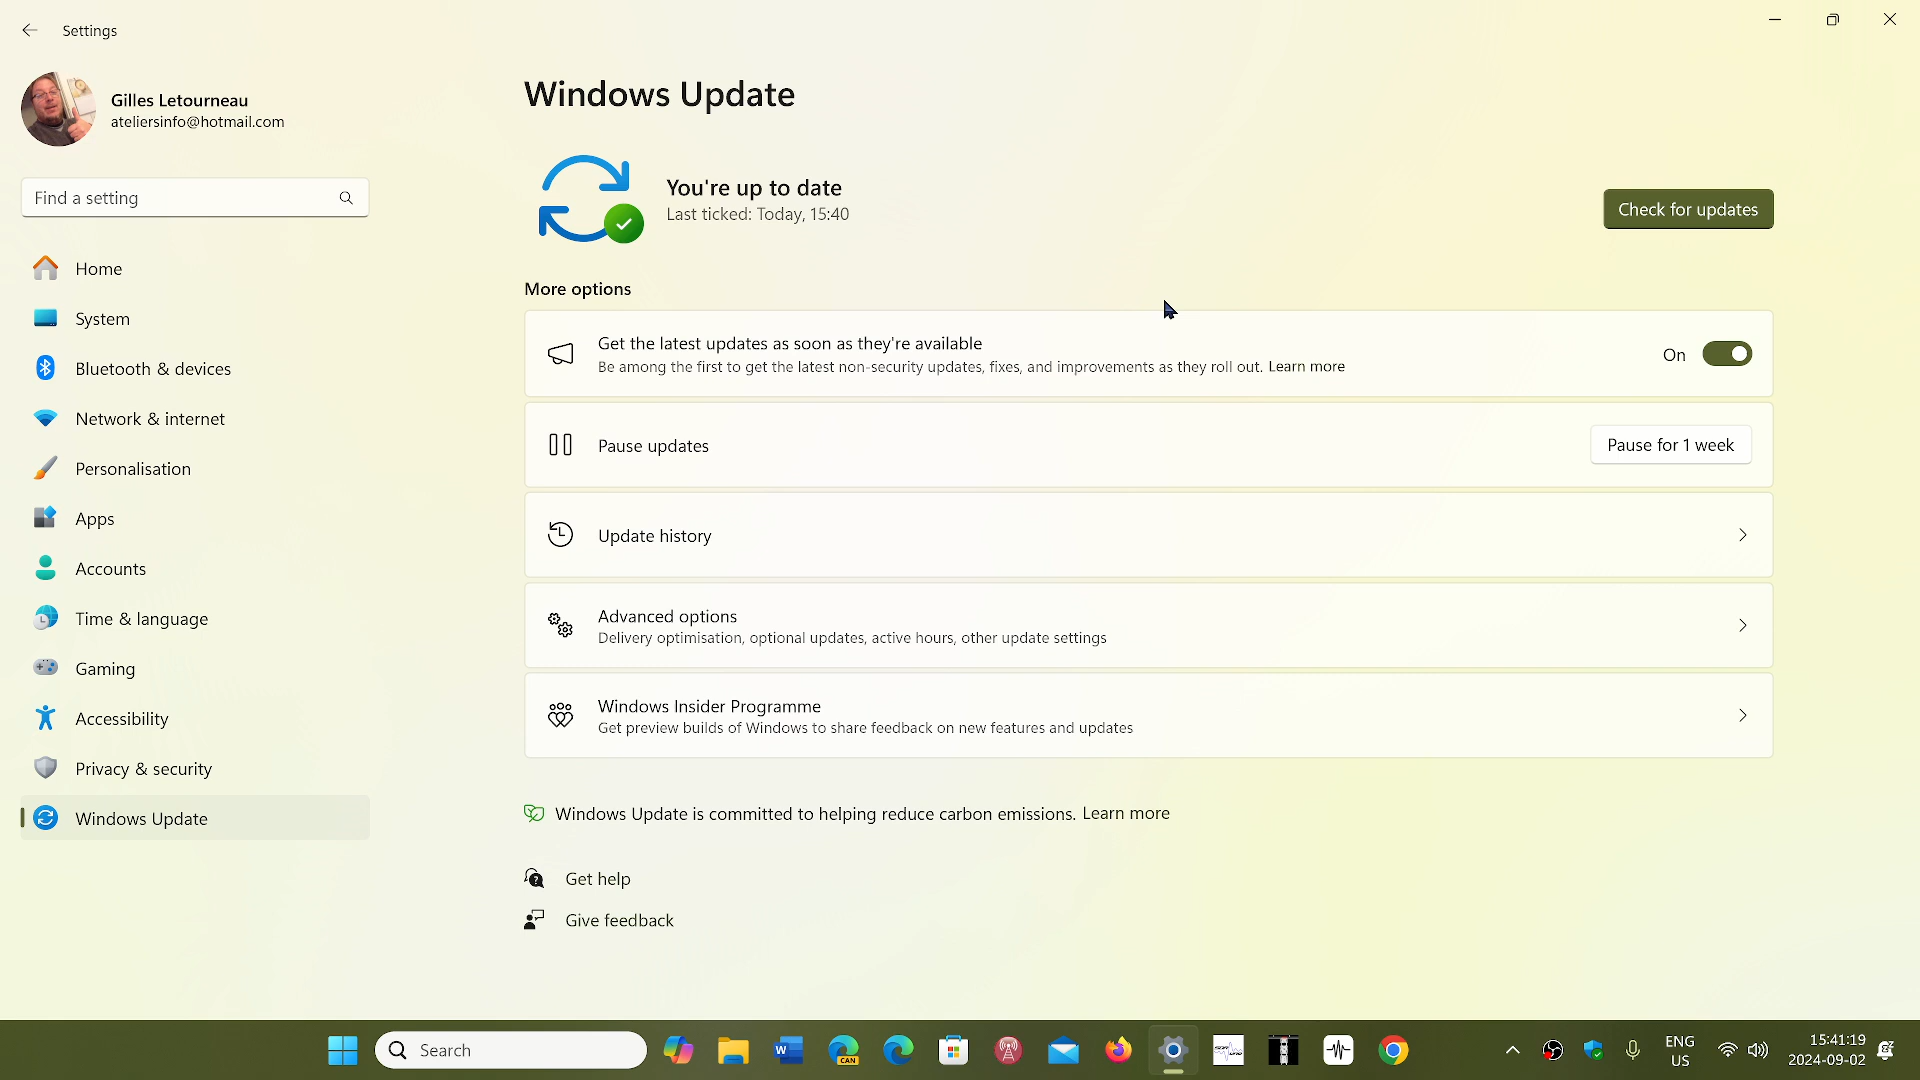 Settings
Gilles Letourneau
ateliersinfo@hotmail.com
Find a setting
Home
System
Bluetooth & devices
Network & internet
Personalisation
Apps
Accounts
Time & language
Gaming
Accessibility
Privacy & security
Windows Update
Windows Update
You're up to date
Last ticked: Today, 15:40
Check for updates
More options
Get the latest updates as soon as they're available
Be among the first to get the latest non-security updates, fixes, and improvements as they roll out. Learn more
On
Pause updates
Pause for 1 week
Update history
Advanced options
Delivery optimisation, optional updates, active hours, other update settings
Windows Insider Programme
Get preview builds of Windows to share feedback on new features and updates
Windows Update is committed to helping reduce carbon emissions. Learn more
Get help
Give feedback
Search
W
CAN
ENG
US
15:41:19
2024-09-02